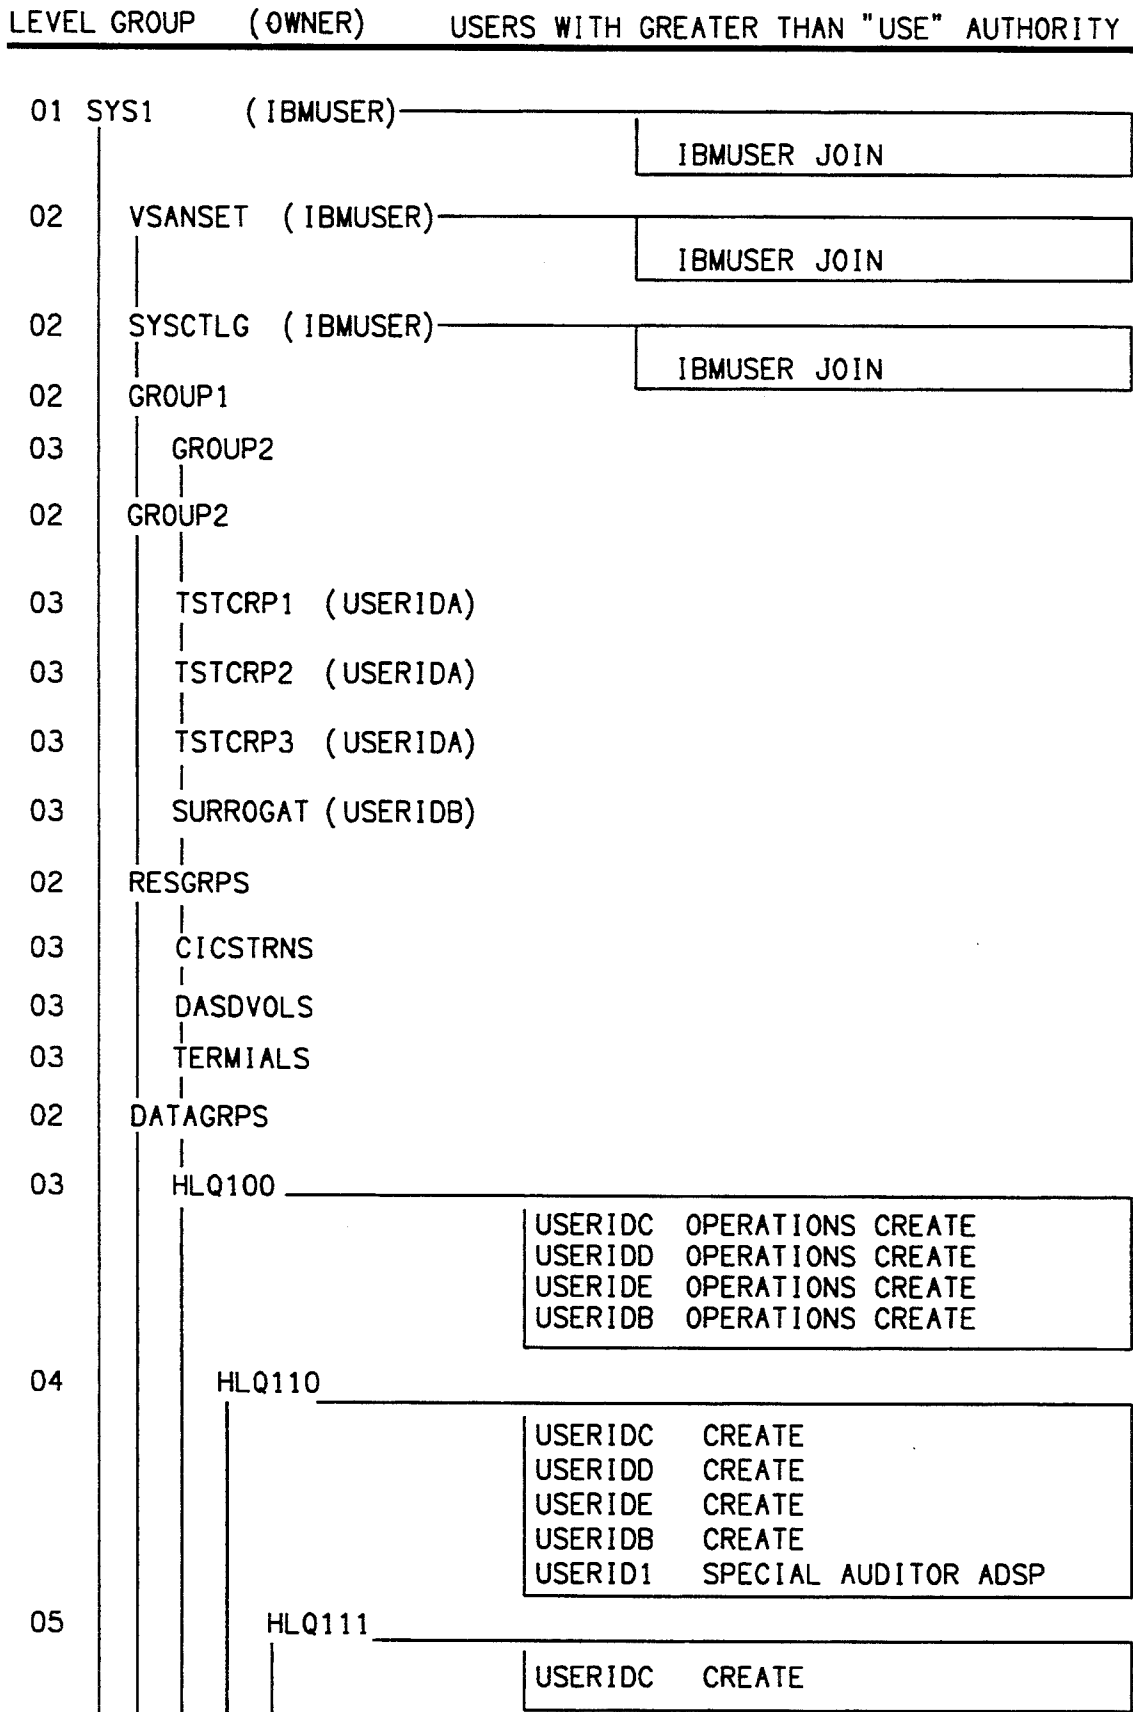 LEVEL GROUP (OWNER) USERS WITH GREATER THAN "USE" AUTHORITY
01 SYS1 (IBMUSER)
IBMUSER JOIN
02 VSANSET (IBMUSER)
IBMUSER JOIN
02 SYSCTLG (IBMUSER)
IBMUSER JOIN
02 GROUP1
03 GROUP2
02 GROUP2
03 TSTCRP1 (USERIDA)
03 TSTCRP2 (USERIDA)
03 TSTCRP3 (USERIDA)
03 SURROGAT (USERIDB)
02 RESGRPS
03 CICSTRNS
03 DASDVOLS
03 TERMIALS
02 DATAGRPS
03 HLQ100
USERIDC OPERATIONS CREATE
USERIDD OPERATIONS CREATE
USERIDE OPERATIONS CREATE
USERIDB OPERATIONS CREATE
04 HLQ110
USERIDC CREATE
USERIDD CREATE
USERIDE CREATE
USERIDB CREATE
USERID1 SPECIAL AUDITOR ADSP
05 HLQ111
USERIDC CREATE